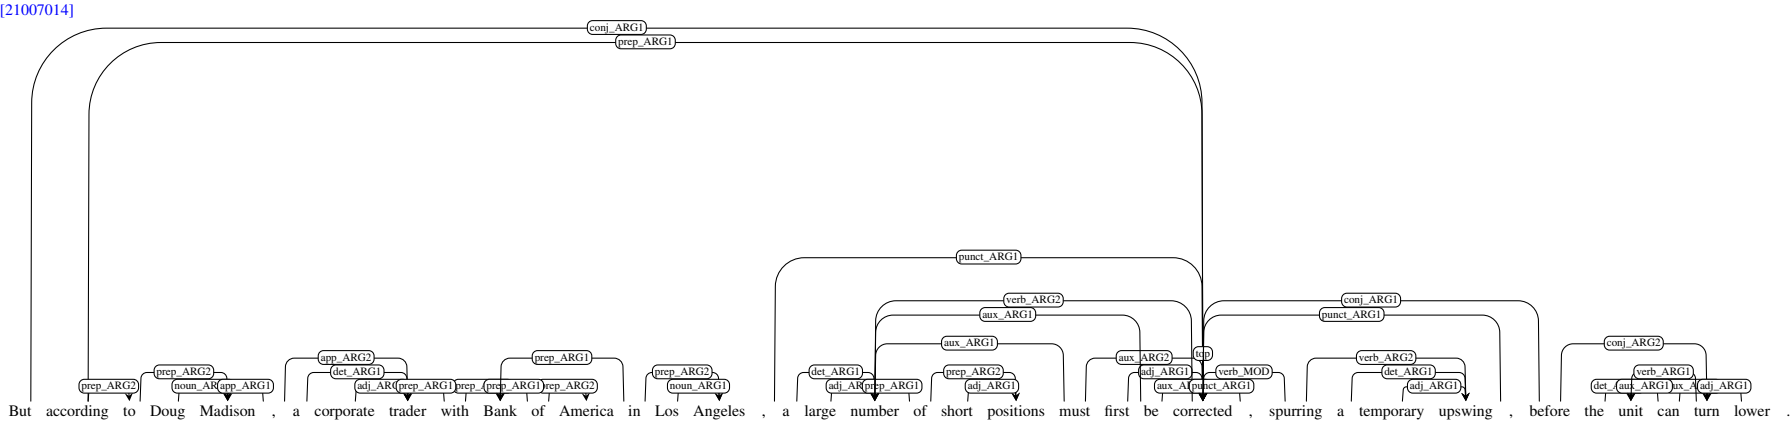 [21007014]
conj_ARG1
prep_ARG1
punct_ARG1
verb_ARG2 conj_ARG1
aux_ARG1 punct_ARG1
aux_ARG1 conj_ARG2
top
app_ARG2 prep_ARG1 aux_ARG2 verb_ARG2
prep_ARG2 det_ARG1 prep_ARG2 det_ARG1 prep_ARG2 adj_ARG1 verb_MOD det_ARG1 verb_ARG1
prep_ARG2 app_ARG1 prep_ARG1 prep_ARG1 noun_ARG1 prep_ARG1 adj_ARG1 punct_ARG1 adj_ARG1 aux_ARG1 adj_ARG1
But according to Doug Madison , a corporate trader with Bank of America in Los Angeles , a large number of short positions must first be corrected , spurring a temporary upswing , before the unit can turn lower .